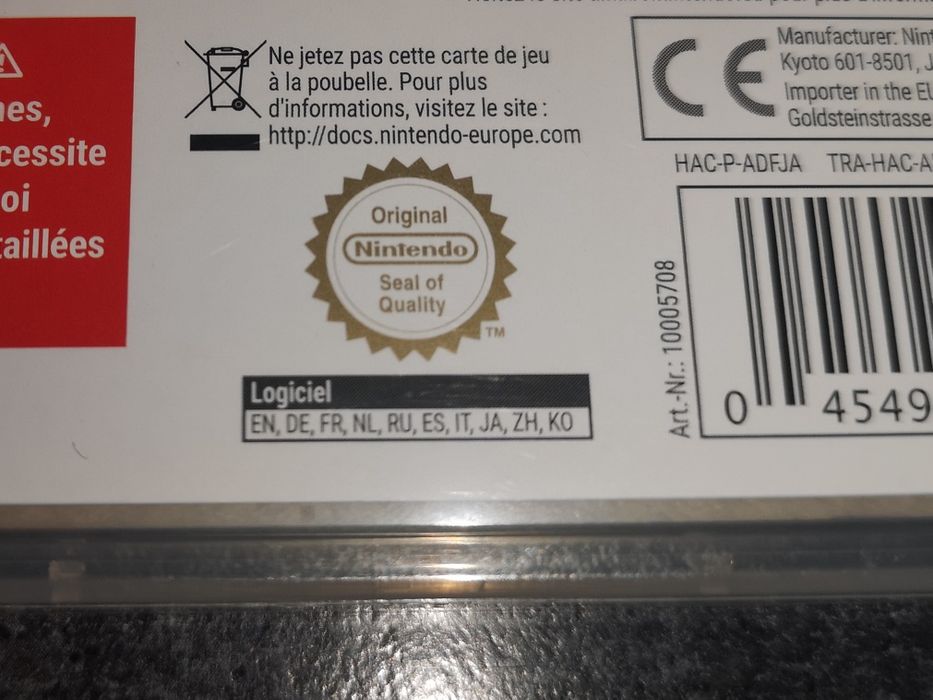 nes,
cessite
oi
taillées
Ne jetez pas cette carte de jeu
à la poubelle. Pour plus
d'informations, visitez le site :
http://docs.nintendo-europe.com
Original
Nintendo
Seal of
Quality
TM
Logiciel
EN, DE, FR, NL, RU, ES, IT, JA, ZH, KO
CE
Manufacturer: Nint
Kyoto 601-8501, J
Importer in the EU
Goldsteinstrasse
HAC-P-ADFJA TRA-HAC-A
Art.-Nr.: 10005708
0 4549